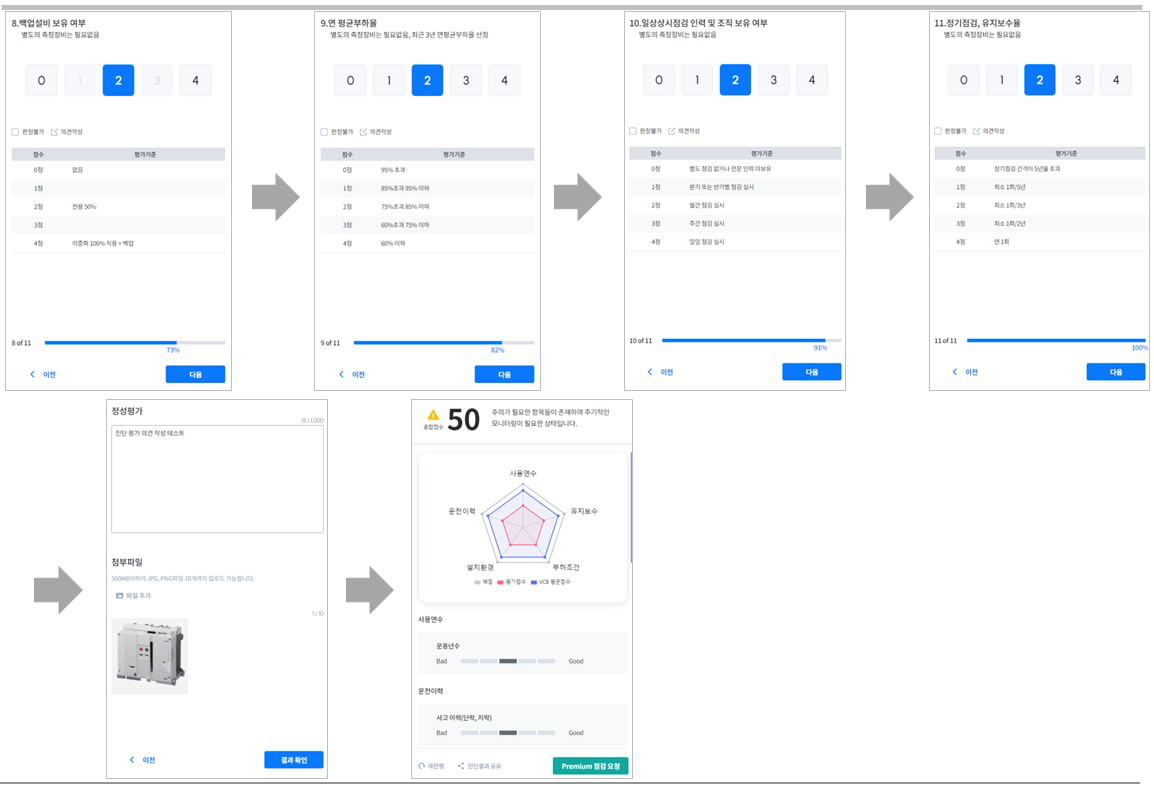 8.백업설비 보유 여부
별도의 측정장비는 필요없음
0 1 2 3 4
판정불가 의견작성
점수 평가기준
0점 없음
1점
2점 전용 50%
3점
4점 이중화 100% 적용 + 백업
8 of 11
73%
이전 다음
9.연 평균부하율
별도의 측정장비는 필요없음, 최근 3년 연평균부하율 산정
0 1 2 3 4
판정불가 의견작성
점수 평가기준
0점 95% 초과
1점 85%초과 95% 이하
2점 75%초과 85% 이하
3점 60%초과 75% 이하
4점 60% 이하
9 of 11
82%
이전 다음
10.일상상시점검 인력 및 조직 보유 여부
별도의 측정장비는 필요없음
0 1 2 3 4
판정불가 의견작성
점수 평가기준
0점 별도 점검 없거나 전문 인력 미보유
1점 분기 또는 반기별 점검 실시
2점 월간 점검 실시
3점 주간 점검 실시
4점 일일 점검 실시
10 of 11
91%
이전 다음
11.정기점검, 유지보수율
별도의 측정장비는 필요없음
0 1 2 3 4
판정불가 의견작성
점수 평가기준
0점 정기점검 간격이 5년을 초과
1점 최소 1회/5년
2점 최소 1회/3년
3점 최소 1회/2년
4점 연 1회
11 of 11
100%
이전 다음
정성평가
15 / 1,000
진단 평가 의견 작성 테스트
첨부파일
500MB이하의 JPG, PNG파일 10개까지 업로드 가능합니다.
파일 추가
1 / 10
이전 결과 확인
종합점수 50
주의가 필요한 항목들이 존재하여 주기적인
모니터링이 필요한 상태입니다.
사용연수
운전이력 유지보수
설치환경 부하조건
배점 평가점수 VCB 평균점수
사용연수
운용년수
Bad Good
운전이력
사고 이력(단락, 지락)
Bad Good
재진행 진단결과 공유 Premium 점검 요청